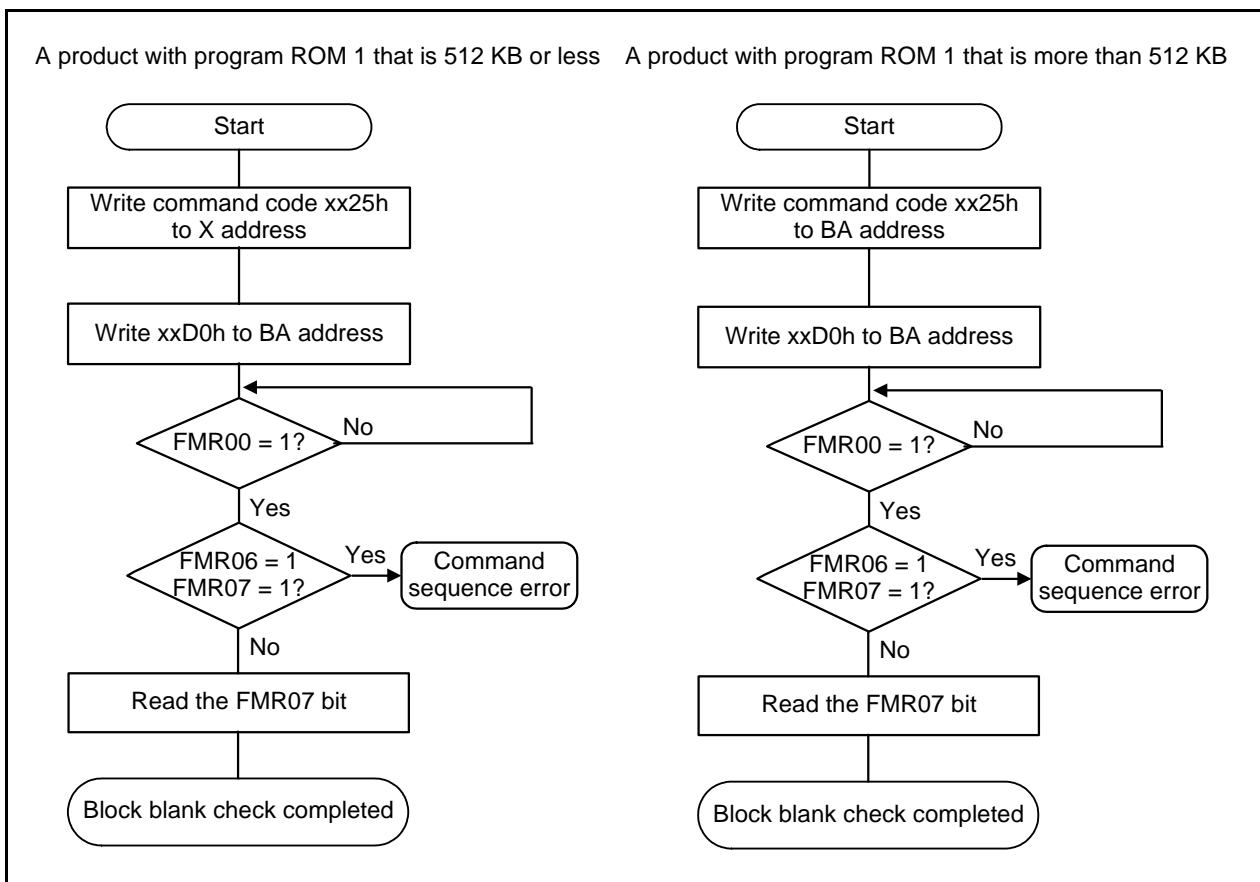 A product with program ROM 1 that is 512 KB or less
Start
Write command code xx25h
to X address
Write xxD0h to BA address
FMR00 = 1?
No
Yes
FMR06 = 1
FMR07 = 1?
Yes
Command
sequence error
No
Read the FMR07 bit
Block blank check completed
A product with program ROM 1 that is more than 512 KB
Start
Write command code xx25h
to BA address
Write xxD0h to BA address
FMR00 = 1?
No
Yes
FMR06 = 1
FMR07 = 1?
Yes
Command
sequence error
No
Read the FMR07 bit
Block blank check completed